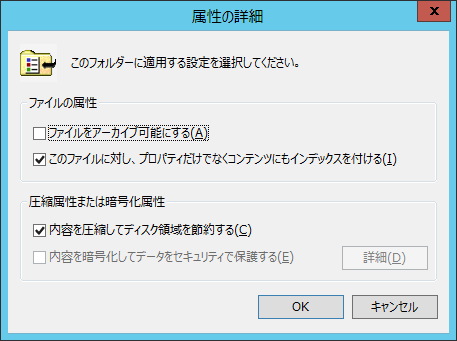 属性の詳細
x
このフォルダーに適用する設定を選択してください。
ファイルの属性
ファイルをアーカイブ可能にする(A)
このファイルに対し、プロパティだけでなくコンテンツにもインデックスを付ける(I)
圧縮属性または暗号化属性
内容を圧縮してディスク領域を節約する(C)
内容を暗号化してデータをセキュリティで保護する(E)
詳細(D)
OK
キャンセル